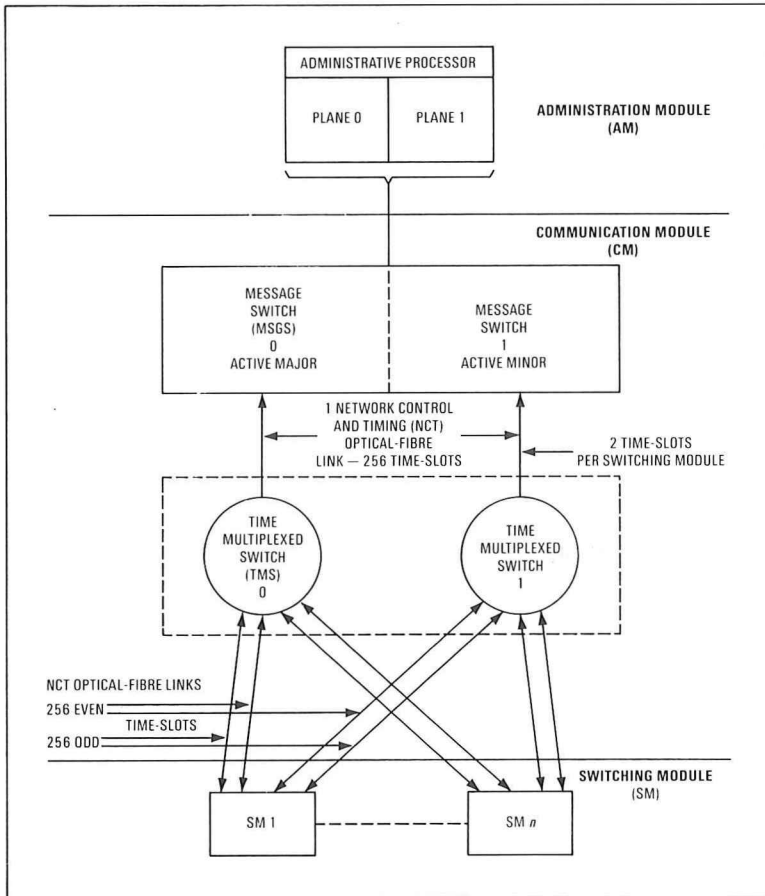 ADMINISTRATIVE PROCESSOR
PLANE 0
PLANE 1
ADMINISTRATION MODULE
(AM)
COMMUNICATION MODULE
(CM)
MESSAGE
SWITCH
(MSGS)
0
ACTIVE MAJOR
MESSAGE
SWITCH
1
ACTIVE MINOR
1 NETWORK CONTROL
AND TIMING (NCT)
OPTICAL-FIBRE
LINK — 256 TIME-SLOTS
2 TIME-SLOTS
PER SWITCHING MODULE
TIME
MULTIPLEXED
SWITCH
(TMS)
0
TIME
MULTIPLEXED
SWITCH
1
NCT OPTICAL-FIBRE LINKS
256 EVEN
TIME-SLOTS
256 ODD
SWITCHING MODULE
(SM)
SM 1
SM n